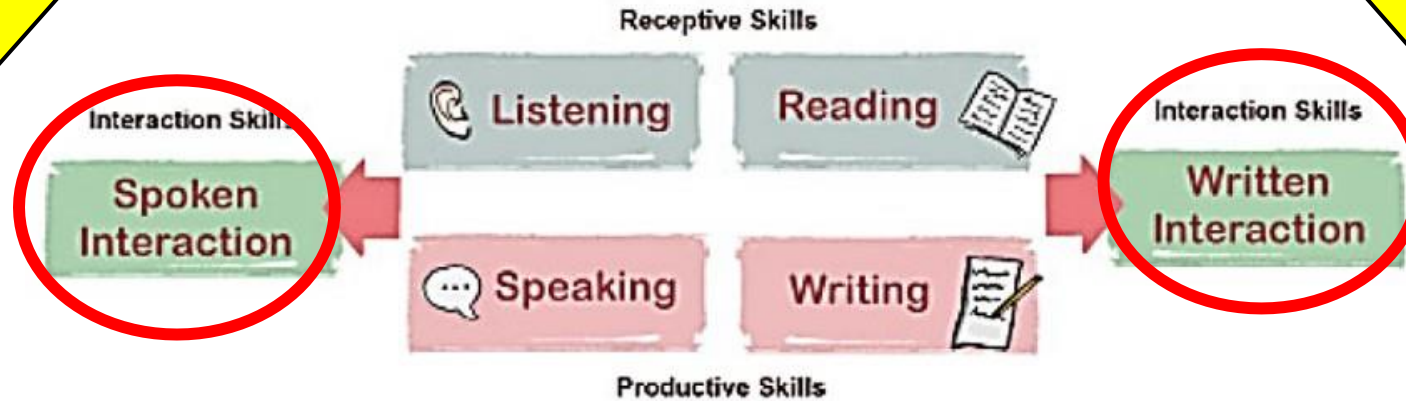 Receptive Skills
Listening
Reading
Interaction Skills
Spoken
Interaction
Interaction Skills
Written
Interaction
Speaking
Writing
Productive Skills